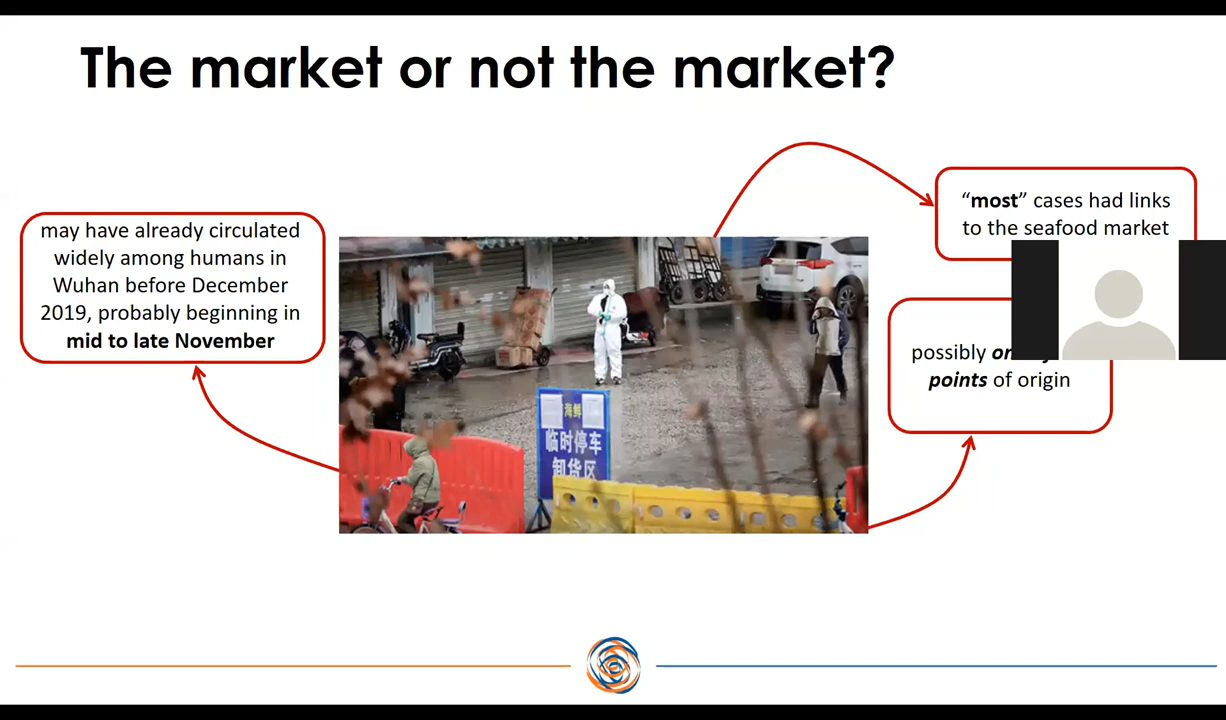 The market or not the market?
may have already circulated
widely among humans in
Wuhan before December
2019, probably beginning in
mid to late November
“most” cases had links
to the seafood market
possibly
points of origin
海鲜
临时停车
卸货区